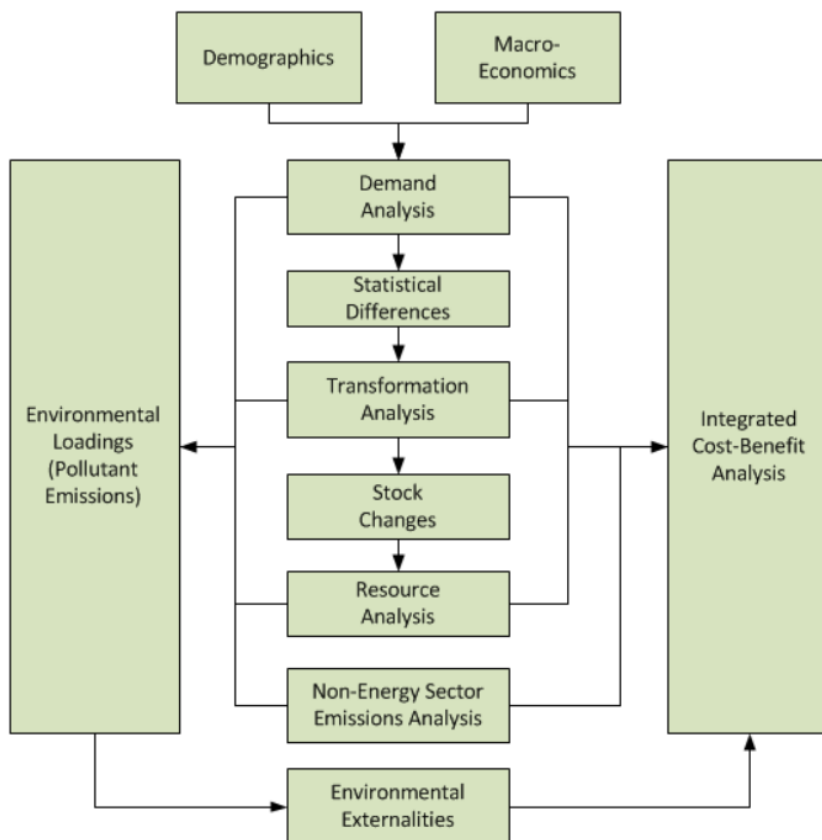 Demographics
Macro-
Economics
Demand
Analysis
Statistical
Differences
Transformation
Analysis
Environmental
Loadings
(Pollutant
Emissions)
Integrated
Cost-Benefit
Analysis
Stock
Changes
Resource
Analysis
Non-Energy Sector
Emissions Analysis
Environmental
Externalities